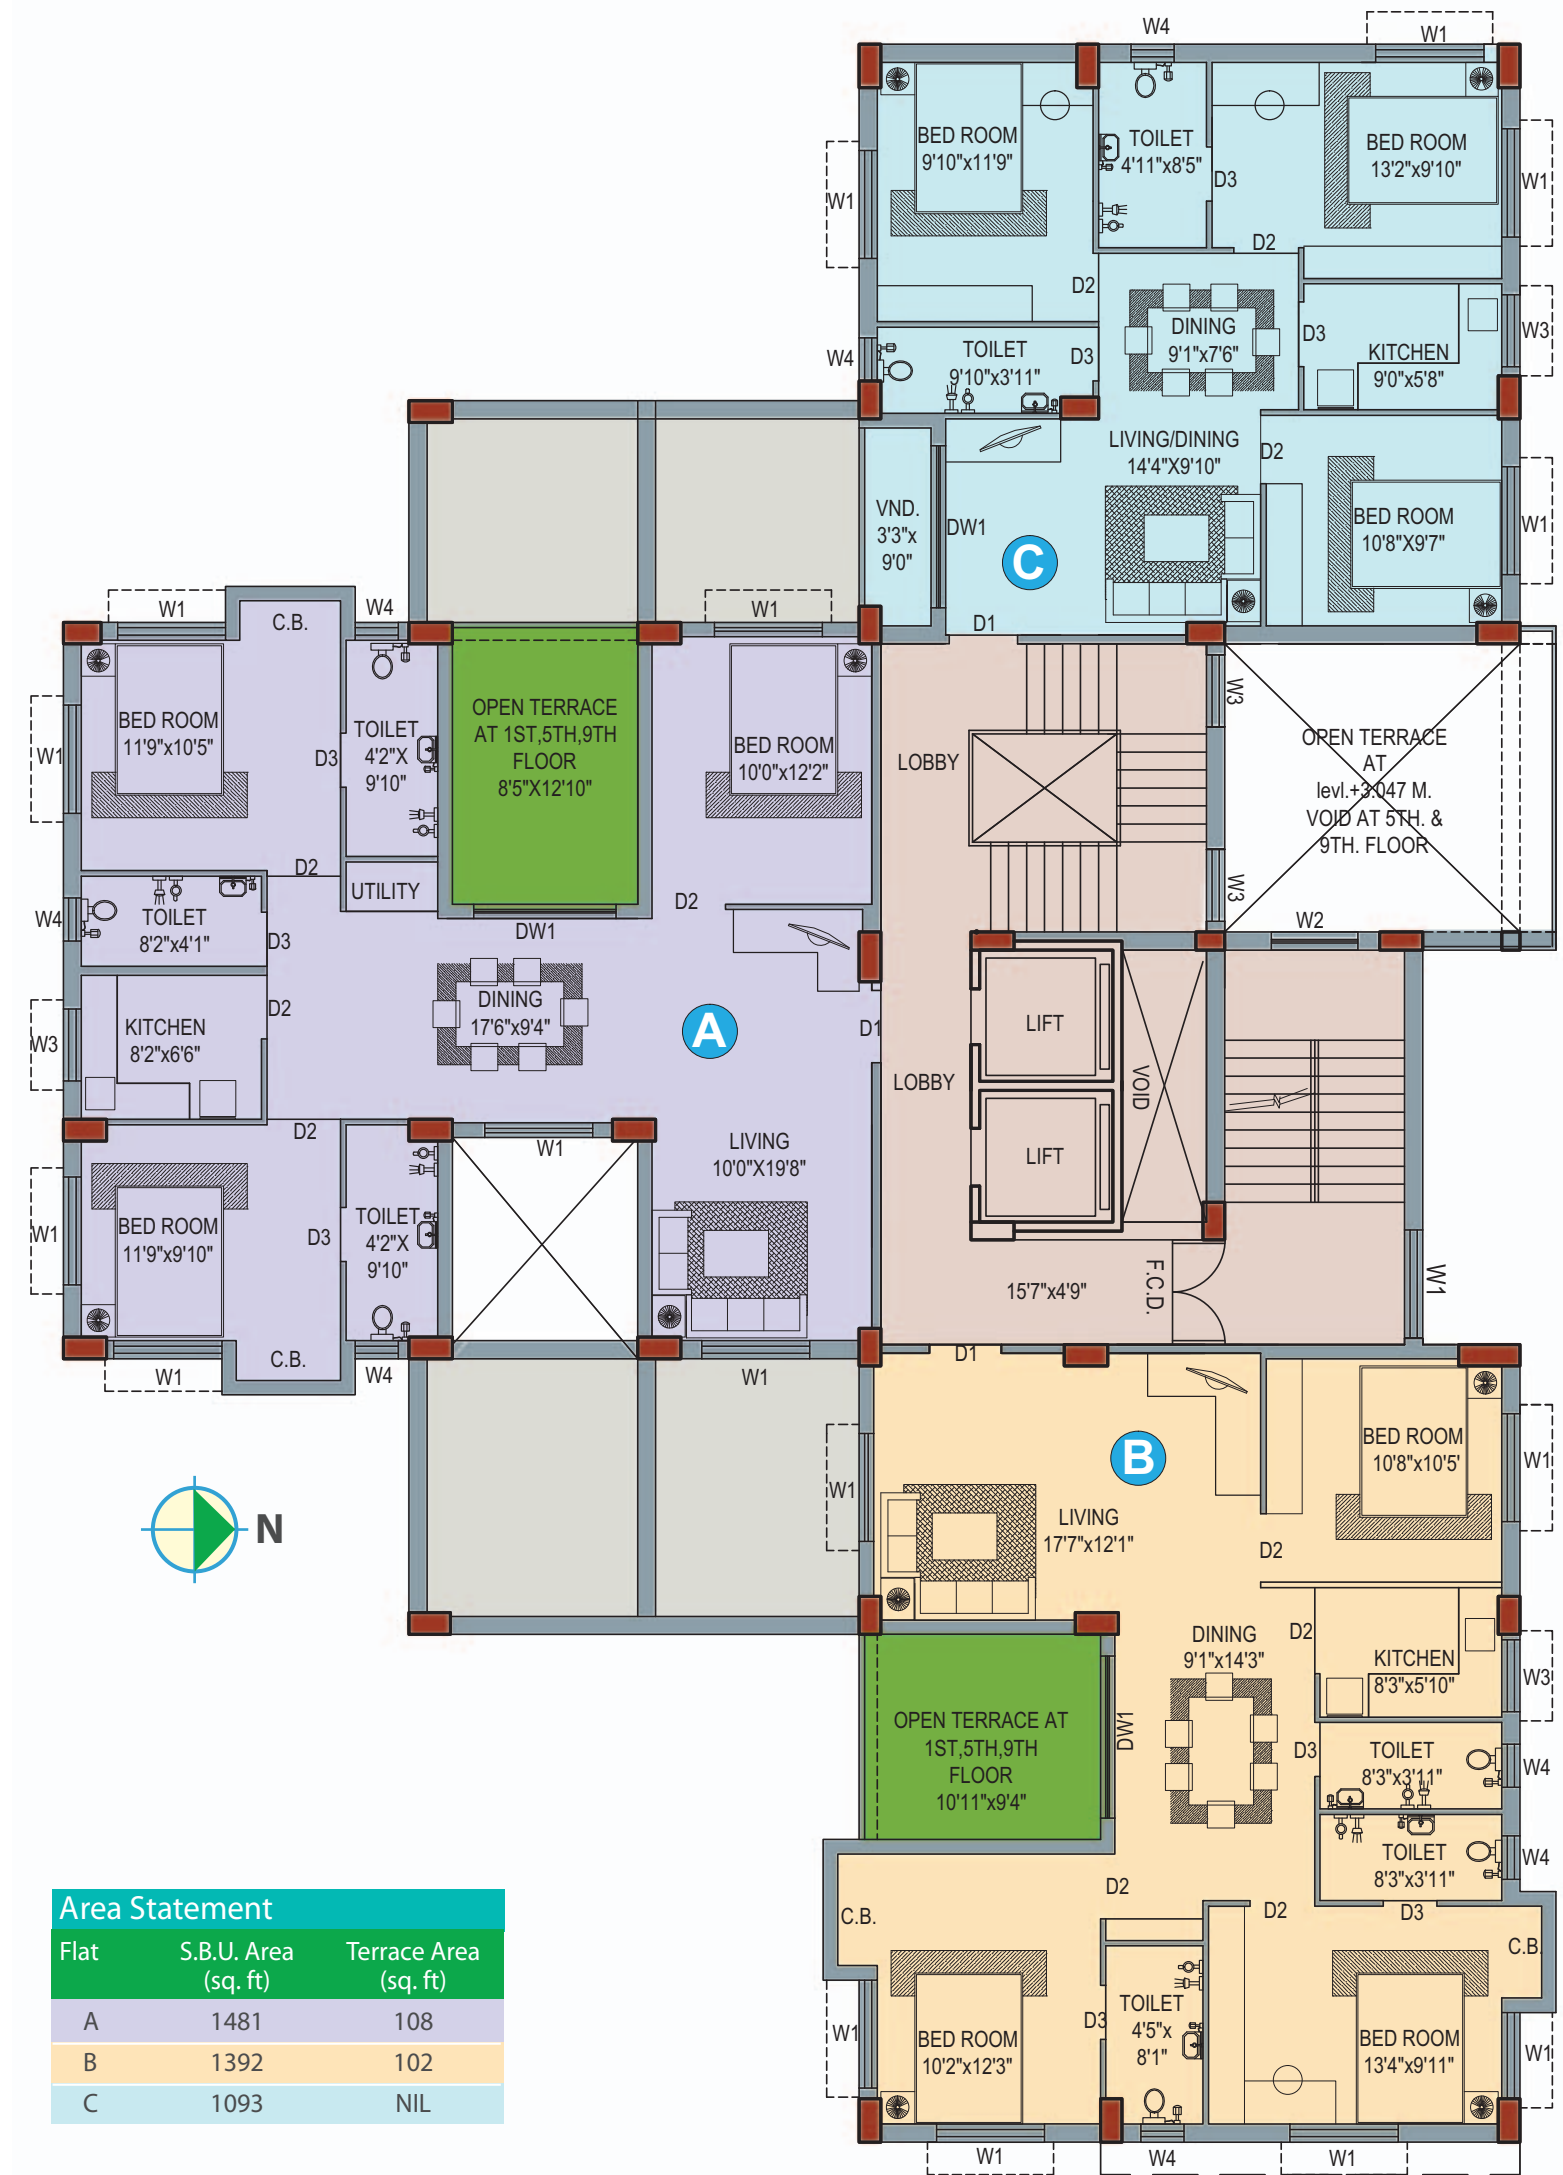 W4
W1
BED ROOM
9'10"x11'9"
TOILET
4'11"x8'5"
BED ROOM
13'2"x9'10"
D3
W1
W1
D2
D2
W4
TOILET
9'10"x3'11"
D3
DINING
9'1"x7'6"
D3
KITCHEN
9'0"x5'8"
W3
LIVING/DINING
14'4"X9'10"
D2
VND.
3'3"x
9'0"
DW1
C
BED ROOM
10'8"X9'7"
W1
D1
W1
C.B.
W4
W1
BED ROOM
11'9"x10'5"
W1
D3
TOILET
4'2"X
9'10"
OPEN TERRACE
AT 1ST,5TH,9TH
FLOOR
8'5"X12'10"
BED ROOM
10'0"x12'2"
LOBBY
W3
OPEN TERRACE
AT
levl.+3.047 M.
VOID AT 5TH. &
9TH. FLOOR
W3
D2
UTILITY
D2
W4
TOILET
8'2"x4'1"
D3
DW1
W2
DINING
17'6"x9'4"
A
D1
LIFT
KITCHEN
8'2"x6'6"
D2
W3
LOBBY
VOID
D2
W1
LIVING
10'0"X19'8"
LIFT
BED ROOM
11'9"x9'10"
W1
D3
TOILET
4'2"X
9'10"
15'7"x4'9"
F.C.D.
W1
C.B.
W1
W4
W1
D1
BED ROOM
10'8"x10'5'
W1
B
W1
LIVING
17'7"x12'1"
D2
N
DINING
9'1"x14'3"
D2
KITCHEN
8'3"x5'10"
W3
OPEN TERRACE AT
1ST,5TH,9TH
FLOOR
10'11"x9'4"
DW1
D3
TOILET
8'3"x3'11"
W4
TOILET
8'3"x3'11"
W4
D2
C.B.
D2
D3
C.B.
TOILET
4'5"x
8'1"
D3
W1
BED ROOM
10'2"x12'3"
BED ROOM
13'4"x9'11"
W1
W1
W4
W1
Area Statement
Flat S.B.U. Area Terrace Area
(sq. ft) (sq. ft)
A 1481 108
B 1392 102
C 1093 NIL